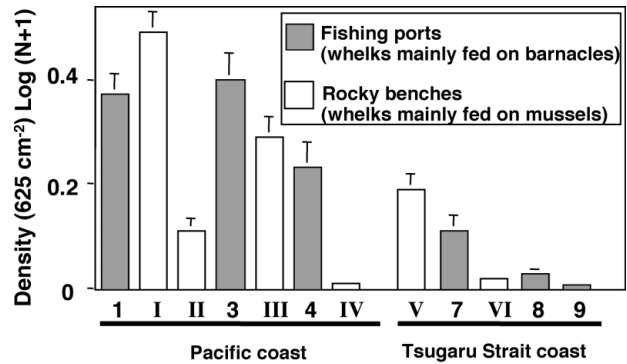 Density (625 cm-2) Log (N+1)
0.4
0.2
0
Fishing ports
(whelks mainly fed on barnacles)
Rocky benches
(whelks mainly fed on mussels)
1 I II 3 III 4 IV V 7 VI 8 9
Pacific coast Tsugaru Strait coast